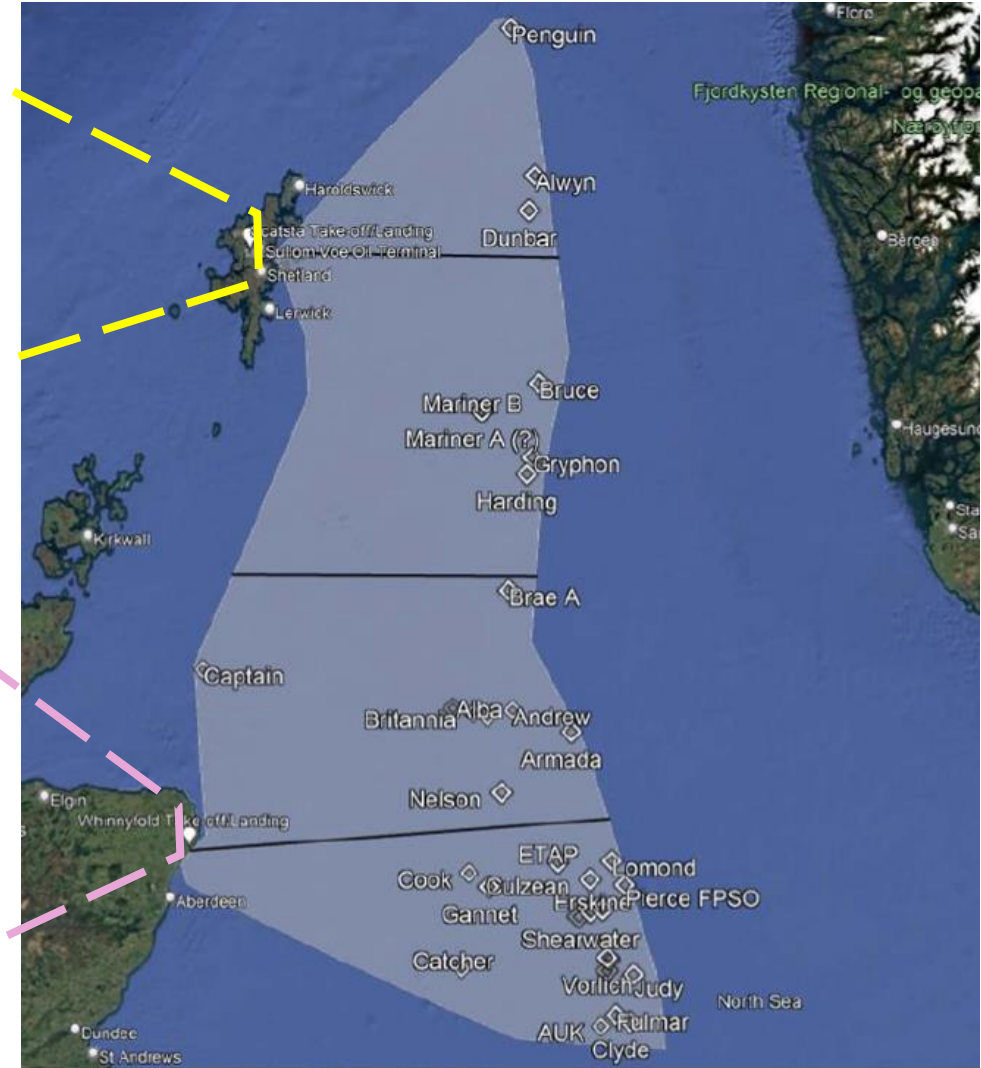 Florø
Penguin
Fjordkysten Regional- og geopa
Nærøyfjor
Haroldswick
Alwyn
Scatsta Take-off/Landing
Dunbar
Bergen
Sullom Voe Oil Terminal
Shetland
Lerwick
Bruce
Mariner B
Mariner A (?)
Haugesund
Gryphon
Harding
Sta
Sa
Kirkwall
Brae A
Captain
Alba
Britannia
Andrew
Armada
Elgin
Nelson
Whinnyfold Take-off/Landing
s
ETAP
Lomond
Cook
Culzean
Pierce FPSO
Aberdeen
Erskine
Gannet
Shearwater
Catcher
Vorlich
Judy
North Sea
Fulmar
Dundee
AUK
Clyde
St Andrews